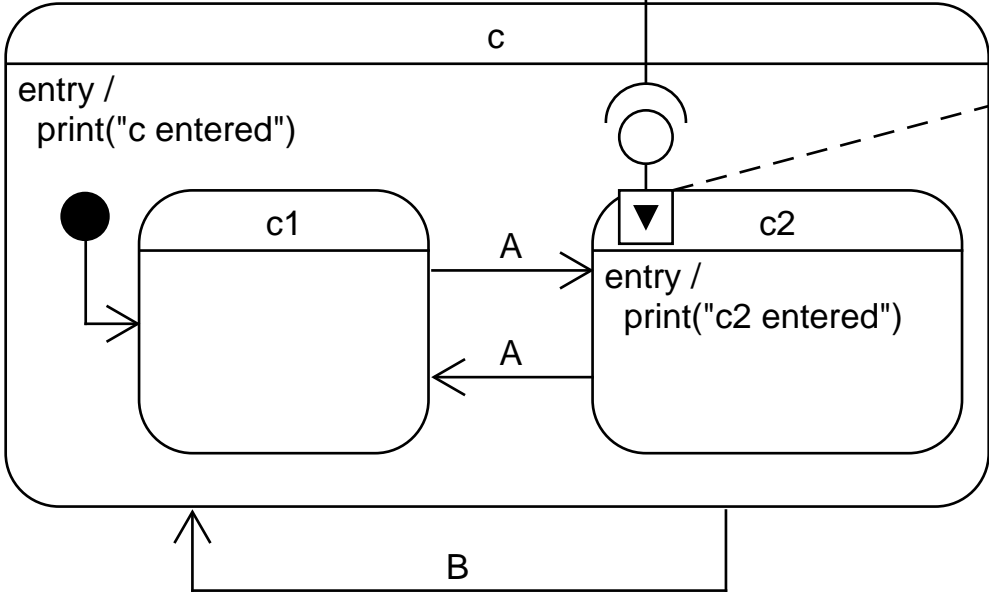 c
entry /
print("c entered")
c1
A
c2
entry /
print("c2 entered")
A
B